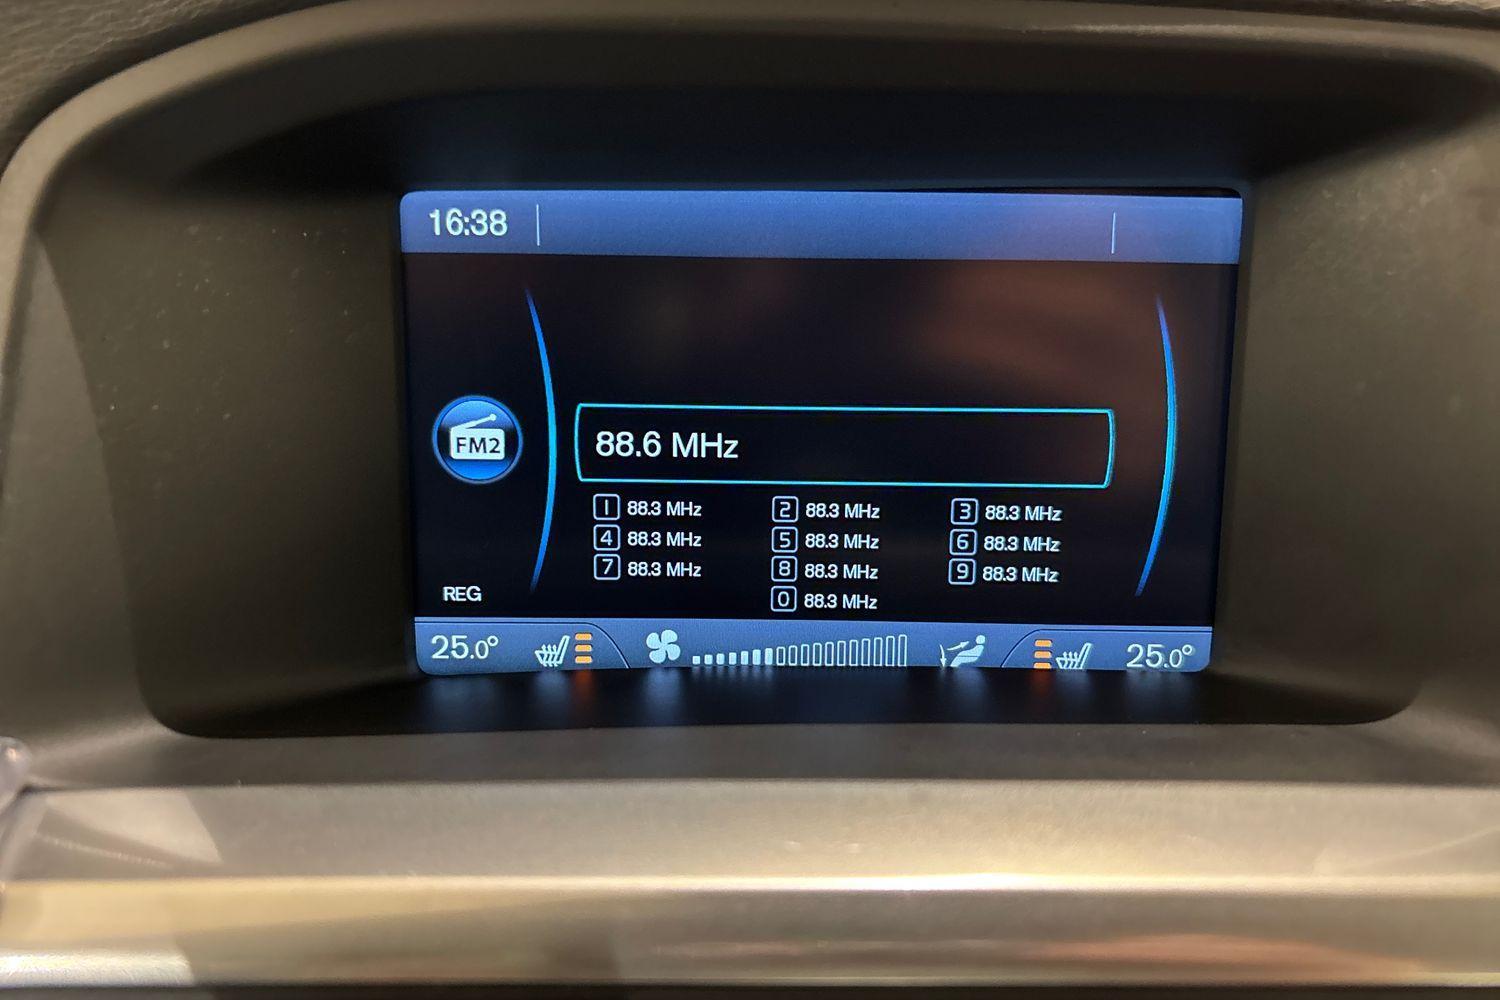 16:38
FM2
88.6 MHz
1 88.3 MHz 2 88.3 MHz 3 88.3 MHz
4 88.3 MHz 5 88.3 MHz 6 88.3 MHz
7 88.3 MHz 8 88.3 MHz 9 88.3 MHz
0 88.3 MHz
REG
25.0° 25.0°